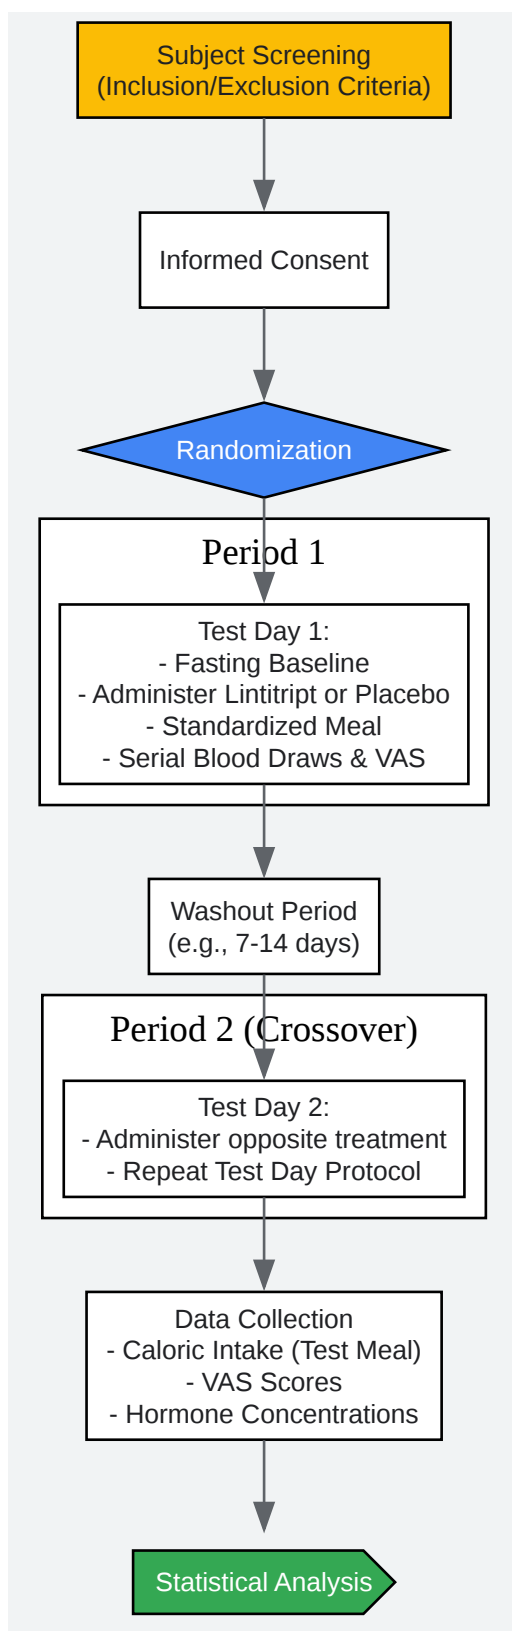 Subject Screening
(Inclusion/Exclusion Criteria)
Informed Consent
Randomization
Period 1
Test Day 1:
- Fasting Baseline
- Administer Lintitript or Placebo
- Standardized Meal
- Serial Blood Draws & VAS
Washout Period
(e.g., 7-14 days)
Period 2 (Crossover)
Test Day 2:
- Administer opposite treatment
- Repeat Test Day Protocol
Data Collection
- Caloric Intake (Test Meal)
- VAS Scores
- Hormone Concentrations
Statistical Analysis